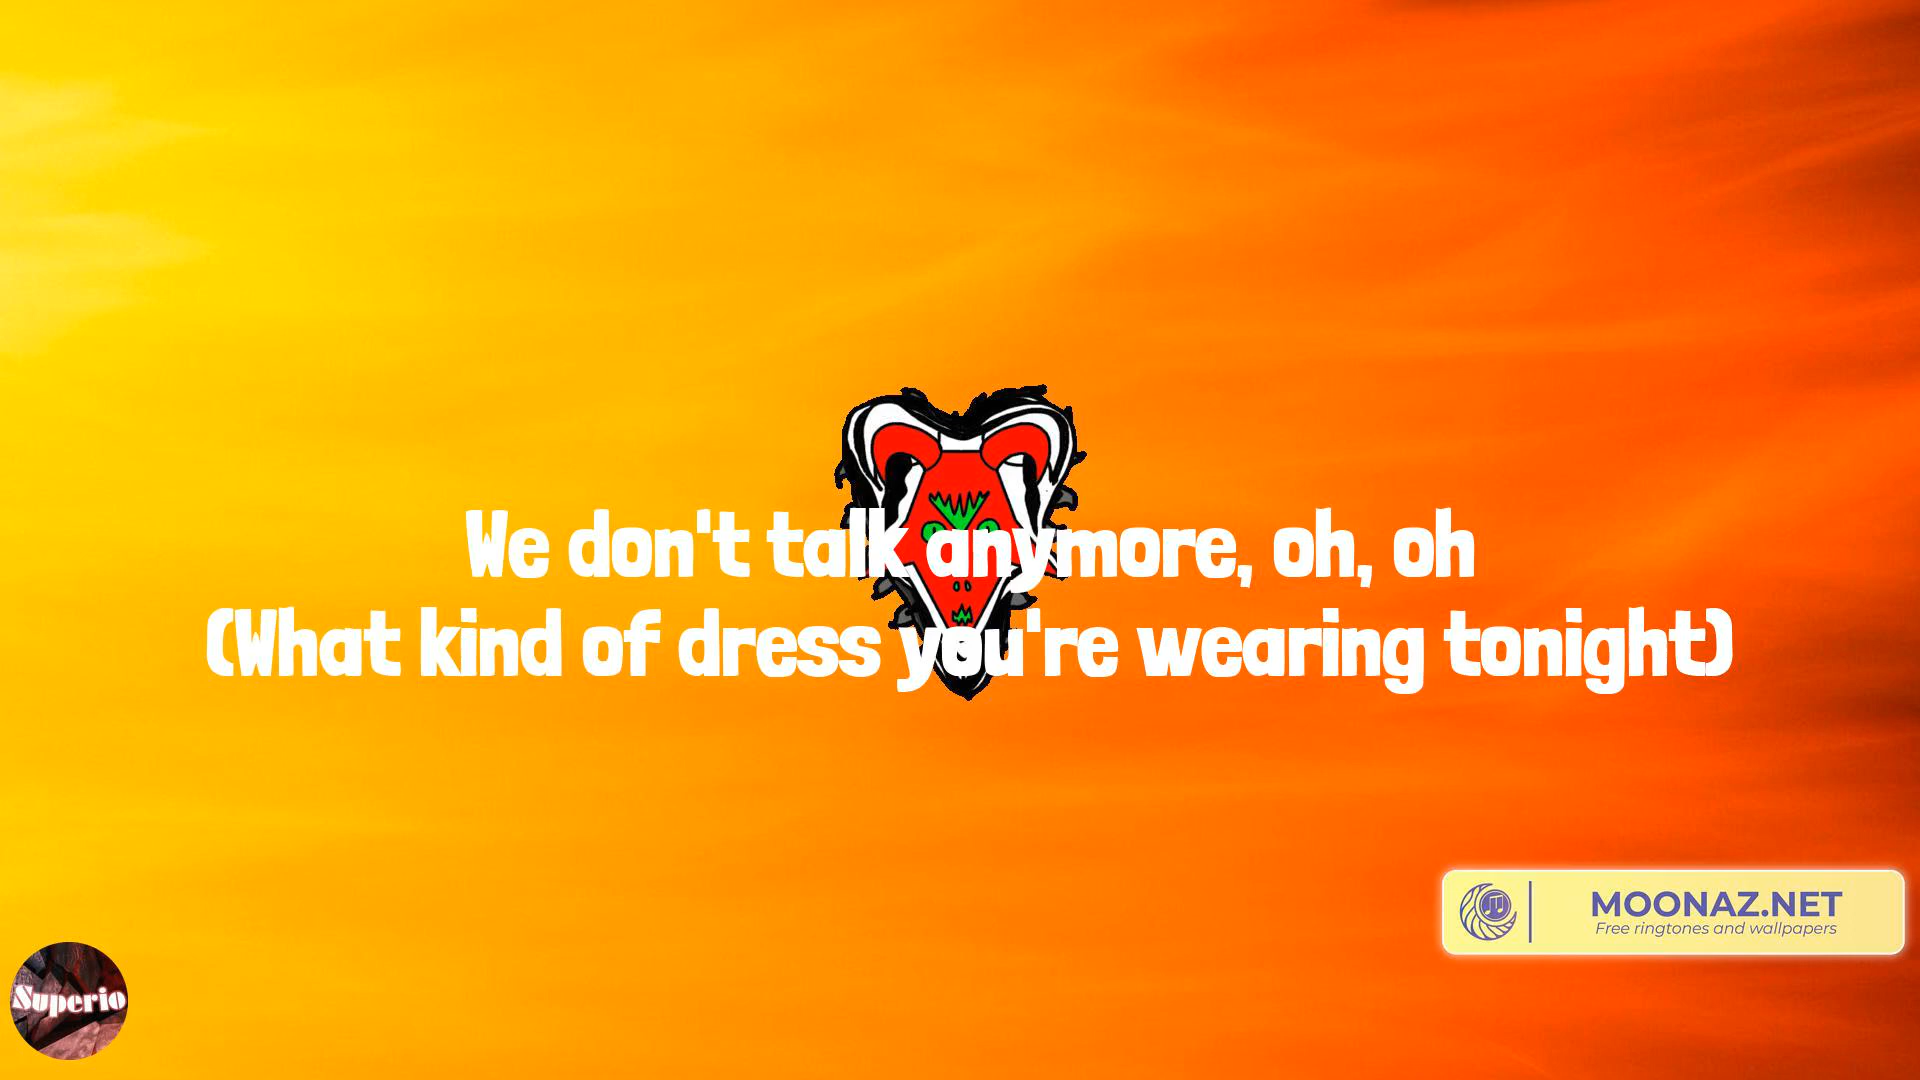 We don't talk anymore, oh, oh
(What kind of dress you're wearing tonight)
MOONAZ.NET
Free ringtones and wallpapers
Superio